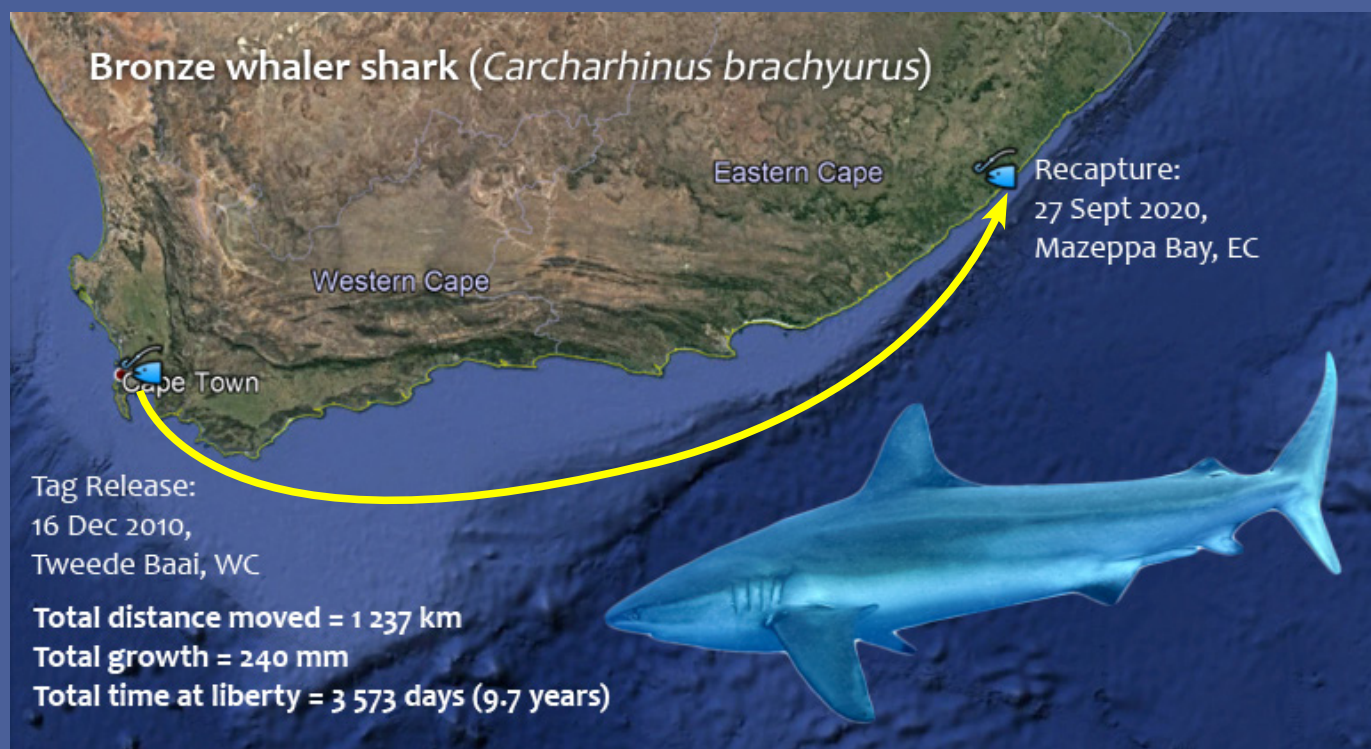 Bronze whaler shark (Carcharhinus brachyurus)
Eastern Cape
Recapture:
27 Sept 2020,
Mazeppa Bay, EC
Western Cape
Cape Town
Tag Release:
16 Dec 2010,
Tweede Baai, WC
Total distance moved = 1 237 km
Total growth = 240 mm
Total time at liberty = 3 573 days (9.7 years)